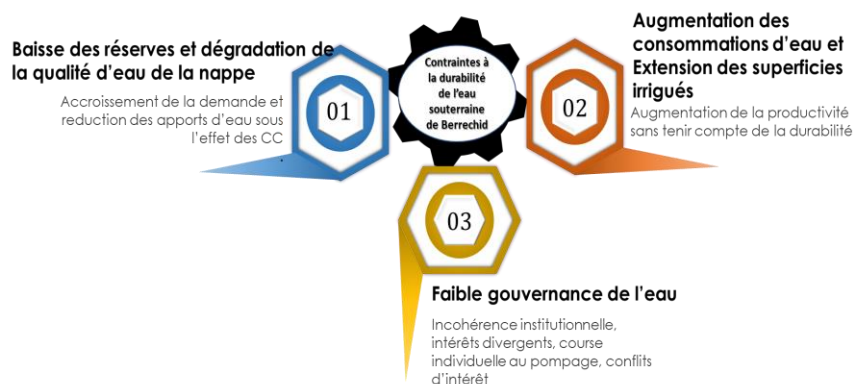 Contraintes à
la durabilité
de l'eau
souterraine
de Berrechid
Baisse des réserves et dégradation de
la qualité d'eau de la nappe
Accroissement de la demande et
reduction des apports d'eau sous
l'effet des CC
01
Augmentation des
consommations d'eau et
Extension des superficies
irrigués
Augmentation de la productivité
sans tenir compte de la durabilité
02
03
Faible gouvernance de l'eau
Incohérence institutionnelle,
intérêts divergents, course
individuelle au pompage, conflits
d'intérêt